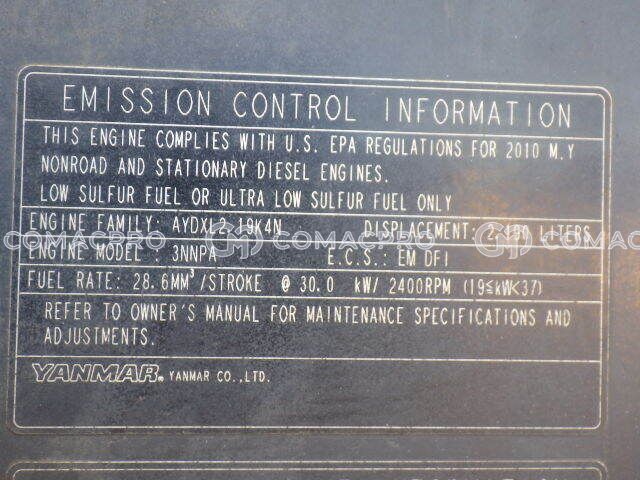 EMISSION CONTROL INFORMATION
THIS ENGINE COMPLIES WITH U.S. EPA REGULATIONS FOR 2010 M.Y
NONROAD AND STATIONARY DIESEL ENGINES.
LOW SULFUR FUEL OR ULTRA LOW SULFUR FUEL ONLY
ENGINE FAMILY: AYDXL2.19K4N DISPLACEMENT: LITERS
COMACPRO COMACPRO COMACPRO
ENGINE MODEL : 3NNPA E.C.S.: EM DFI
FUEL RATE: 28.6MM³/STROKE @ 30.0 kW/ 2400RPM (19≦kW<37)
REFER TO OWNER'S MANUAL FOR MAINTENANCE SPECIFICATIONS AND
ADJUSTMENTS.
YANMAR® YANMAR CO.,LTD.